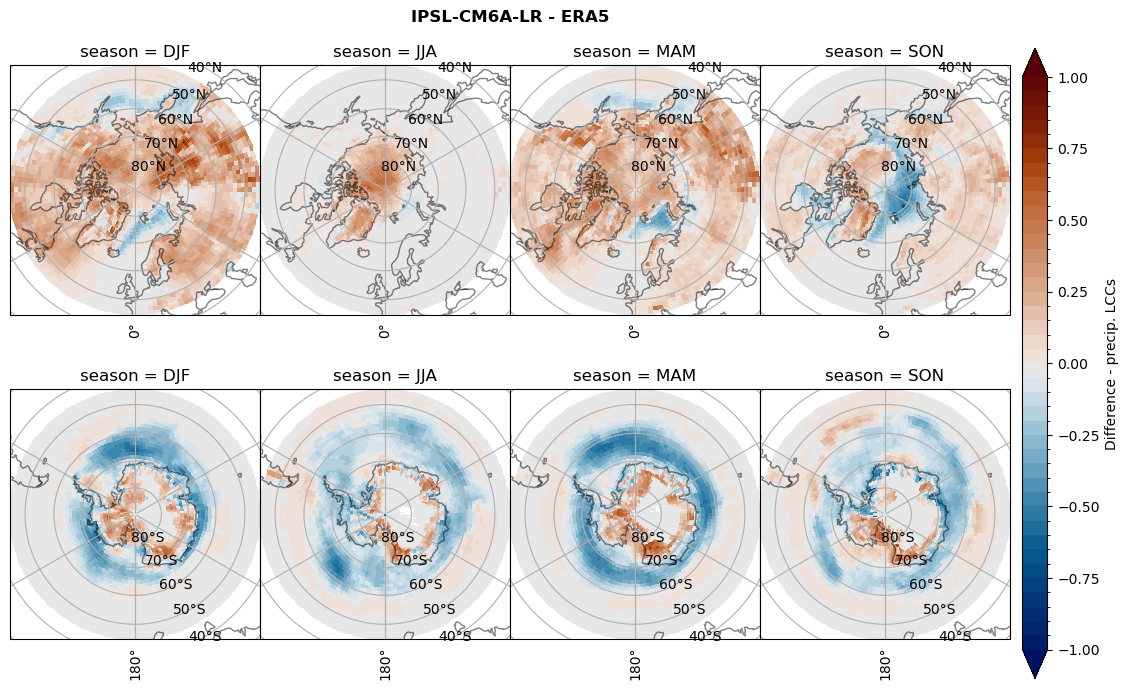 IPSL-CM6A-LR - ERA5
season = DJF
season = JJA
season = MAM
season = SON
40°N
50°N
60°N
70°N
80°N
40°N
50°N
60°N
70°N
80°N
40°N
50°N
60°N
70°N
80°N
40°N
50°N
60°N
70°N
80°N
0°
0°
0°
0°
season = DJF
season = JJA
season = MAM
season = SON
80°S
70°S
60°S
50°S
40°S
80°S
70°S
60°S
50°S
40°S
80°S
70°S
60°S
50°S
40°S
80°S
70°S
60°S
50°S
40°S
180°
180°
180°
180°
1.00
0.75
0.50
0.25
0.00
−0.25
−0.50
−0.75
−1.00
Difference - precip. LCCs